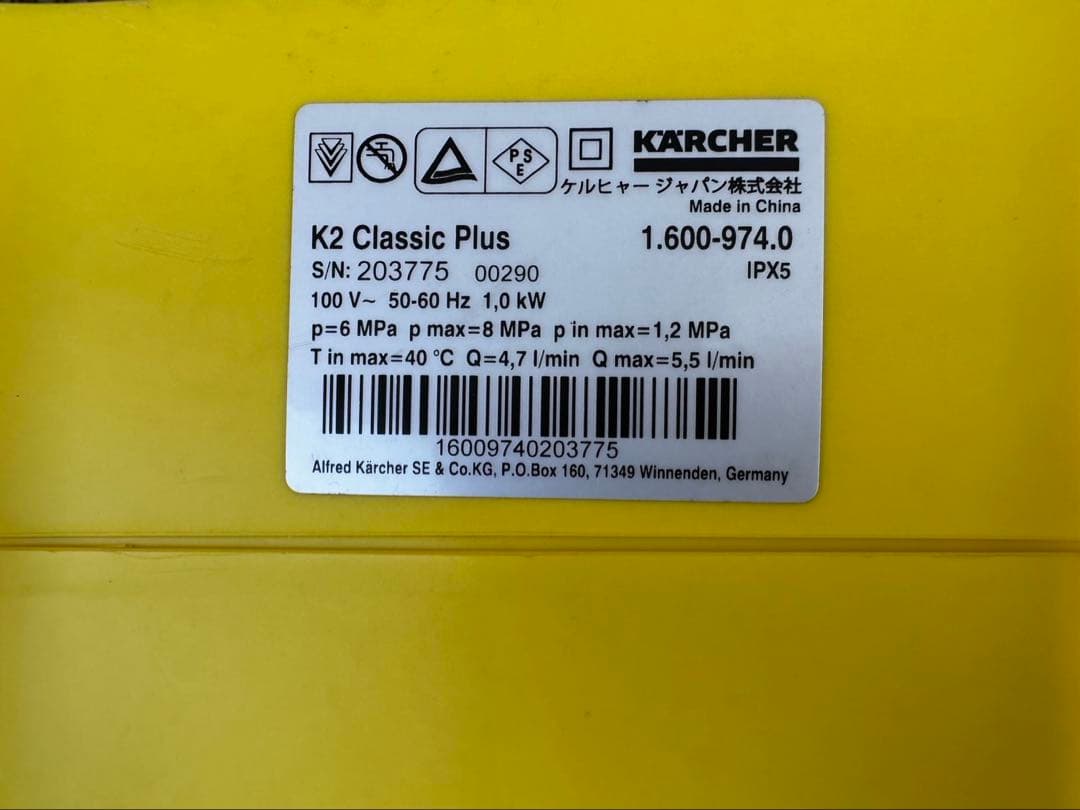 PSE
KÄRCHER
ケルヒャー ジャパン株式会社
Made in China
K2 Classic Plus 1.600-974.0
S/N: 203775 00290 IPX5
100 V~ 50-60 Hz 1,0 kW
p=6 MPa p max=8 MPa p in max=1,2 MPa
T in max=40 °C Q=4,7 l/min Q max=5,5 l/min
16009740203775
Alfred Kärcher SE & Co.KG, P.O.Box 160, 71349 Winnenden, Germany